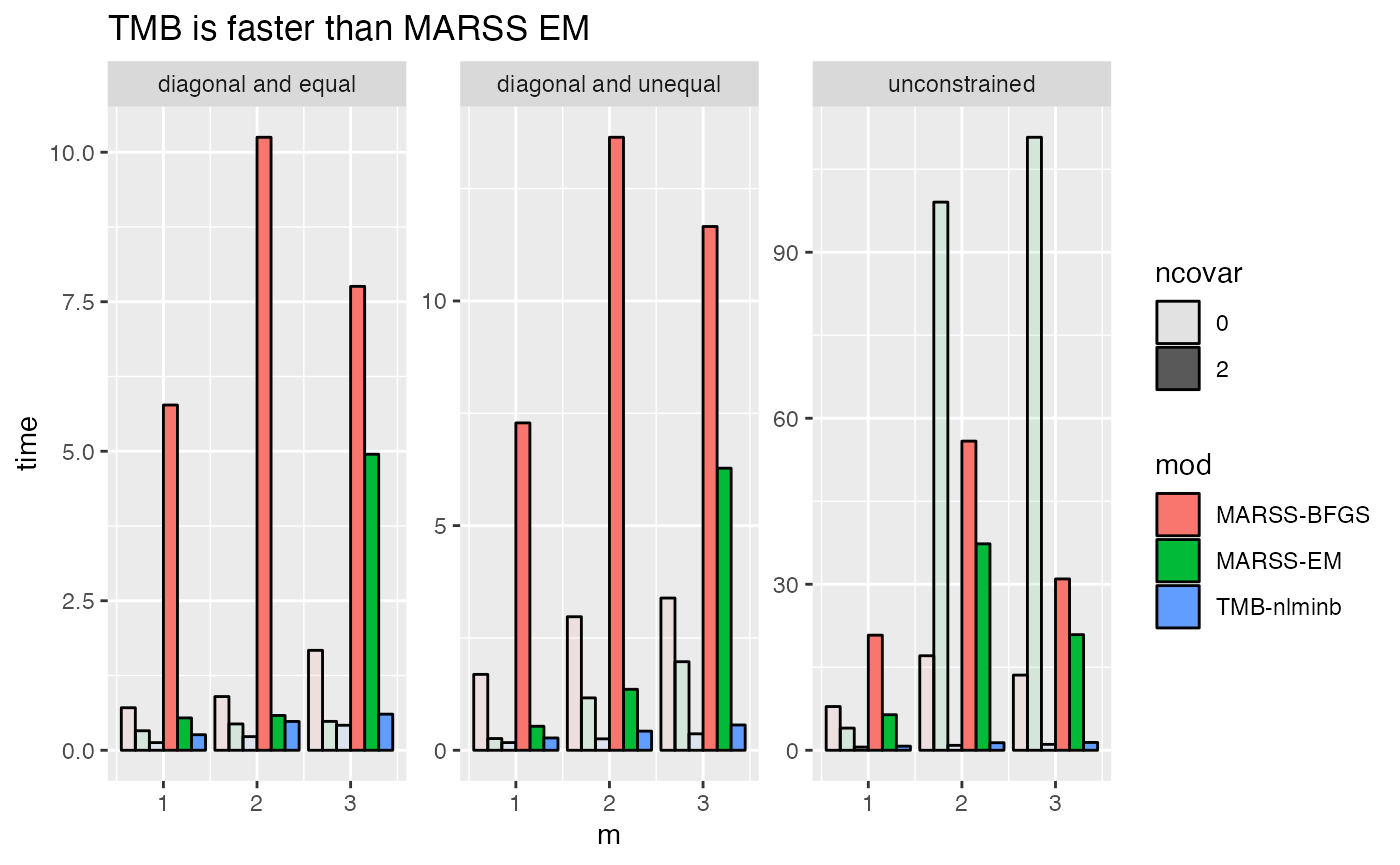 TMB is faster than MARSS EM
diagonal and equal
diagonal and unequal
unconstrained
10.0
7.5
5.0
2.5
0.0
10
5
0
90
60
30
0
time
1 2 3
1 2 3
1 2 3
m
ncovar
0
2
mod
MARSS-BFGS
MARSS-EM
TMB-nlminb